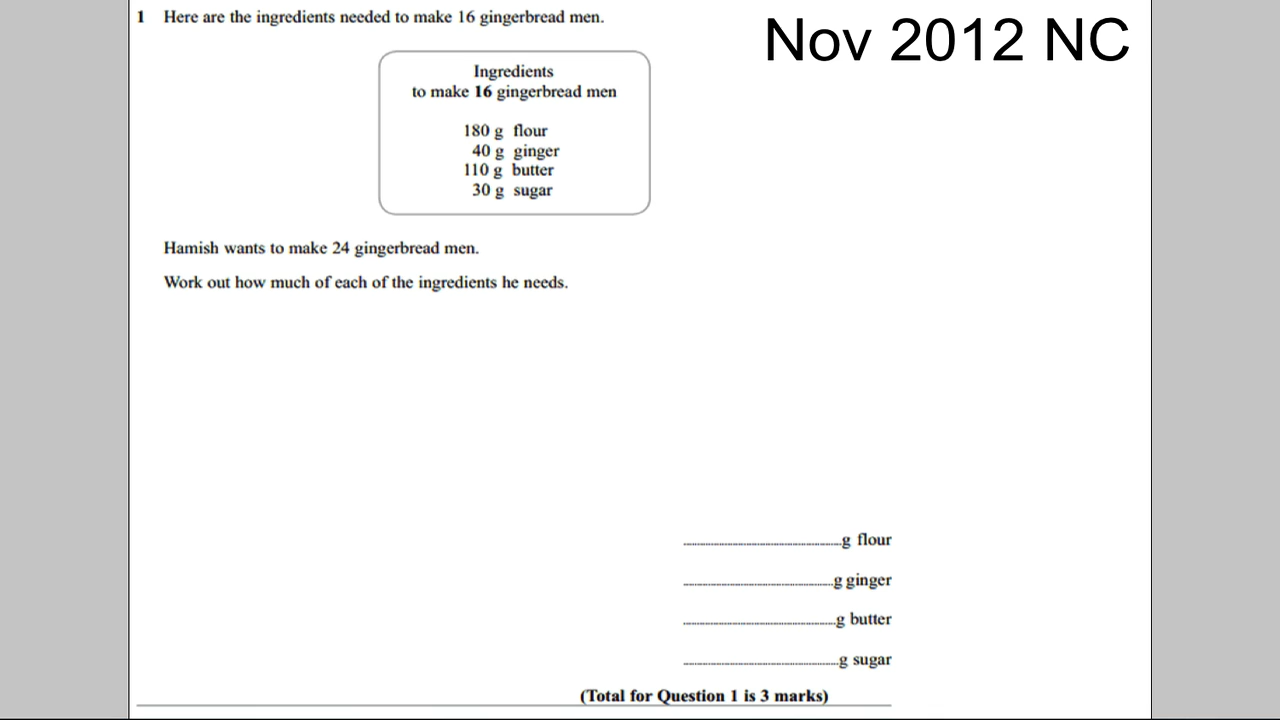 1 Here are the ingredients needed to make 16 gingerbread men.
Nov 2012 NC
Ingredients
to make 16 gingerbread men
180 g flour
40 g ginger
110 g butter
30 g sugar
Hamish wants to make 24 gingerbread men.
Work out how much of each of the ingredients he needs.
..............................................g flour
..............................................g ginger
..............................................g butter
..............................................g sugar
(Total for Question 1 is 3 marks)